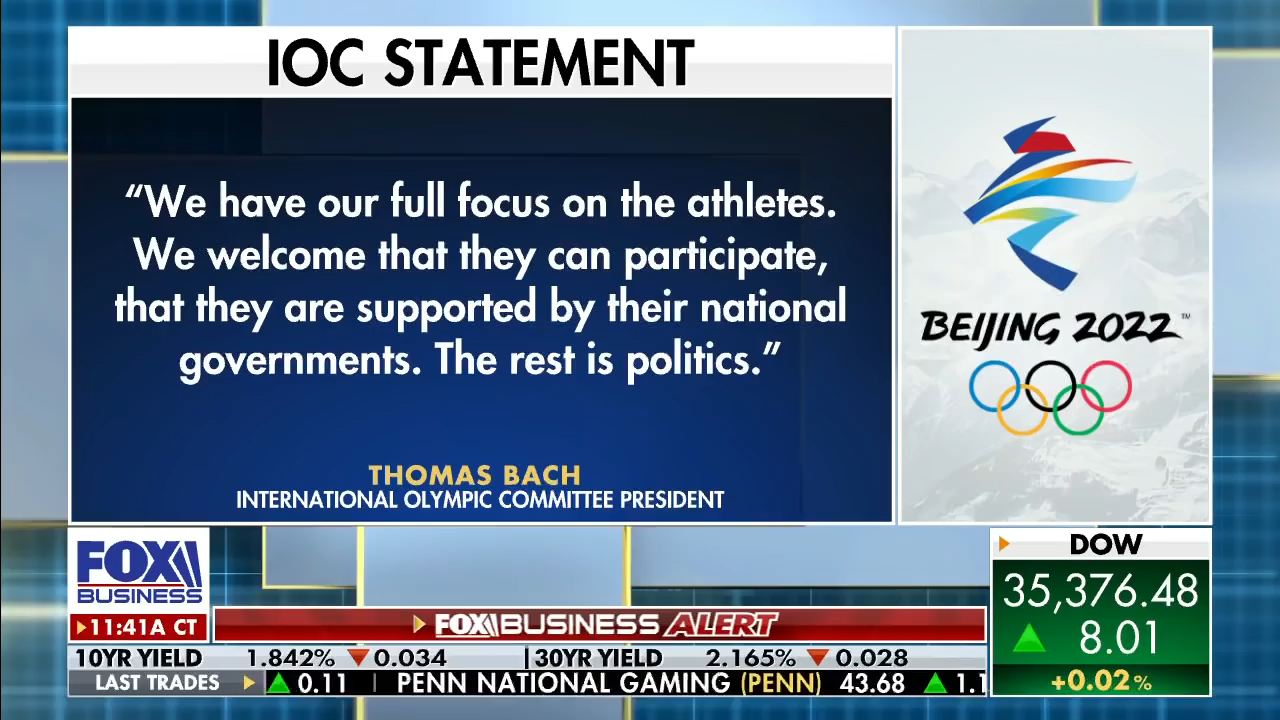 IOC STATEMENT
“We have our full focus on the athletes.
We welcome that they can participate,
that they are supported by their national
governments. The rest is politics.”
THOMAS BACH
INTERNATIONAL OLYMPIC COMMITTEE PRESIDENT
BEIJING 2022™
FOX
BUSINESS
11:41A CT
FOX BUSINESS ALERT
DOW
35,376.48
8.01
+0.02%
10YR YIELD 1.842% 0.034 30YR YIELD 2.165% 0.028
LAST TRADES 0.11 PENN NATIONAL GAMING (PENN) 43.68